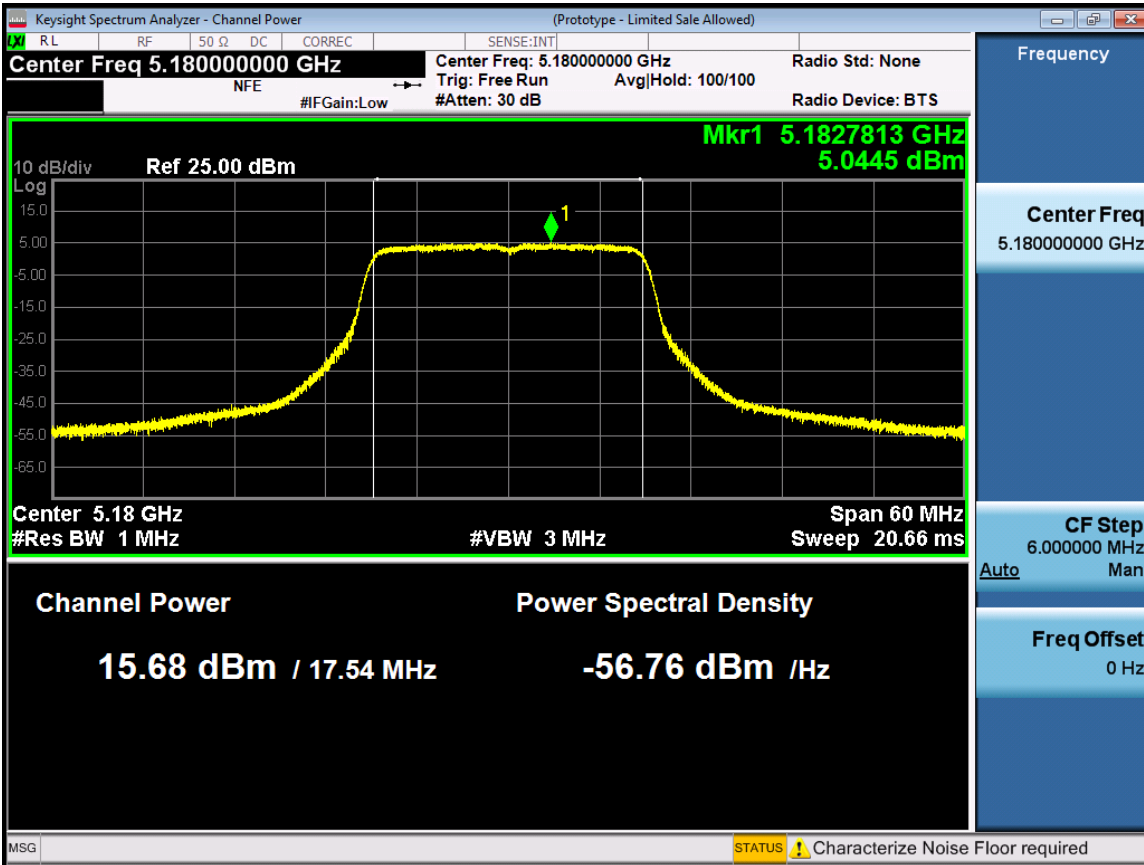 Keysight Spectrum Analyzer - Channel Power (Prototype - Limited Sale Allowed)
LXI RL RF 50 Ω DC CORREC SENSE:INT
Center Freq 5.180000000 GHz
NFE
#IFGain:Low
Center Freq: 5.180000000 GHz
Trig: Free Run Avg|Hold: 100/100
#Atten: 30 dB
Radio Std: None
Radio Device: BTS
Mkr1 5.1827813 GHz
5.0445 dBm
10 dB/div Ref 25.00 dBm
Log
15.0
5.00
-5.00
-15.0
-25.0
-35.0
-45.0
-55.0
-65.0
1
Center 5.18 GHz Span 60 MHz
#Res BW 1 MHz #VBW 3 MHz Sweep 20.66 ms
Channel Power Power Spectral Density
15.68 dBm / 17.54 MHz -56.76 dBm /Hz
Frequency
Center Freq
5.180000000 GHz
CF Step
6.000000 MHz
Auto Man
Freq Offset
0 Hz
MSG STATUS Characterize Noise Floor required